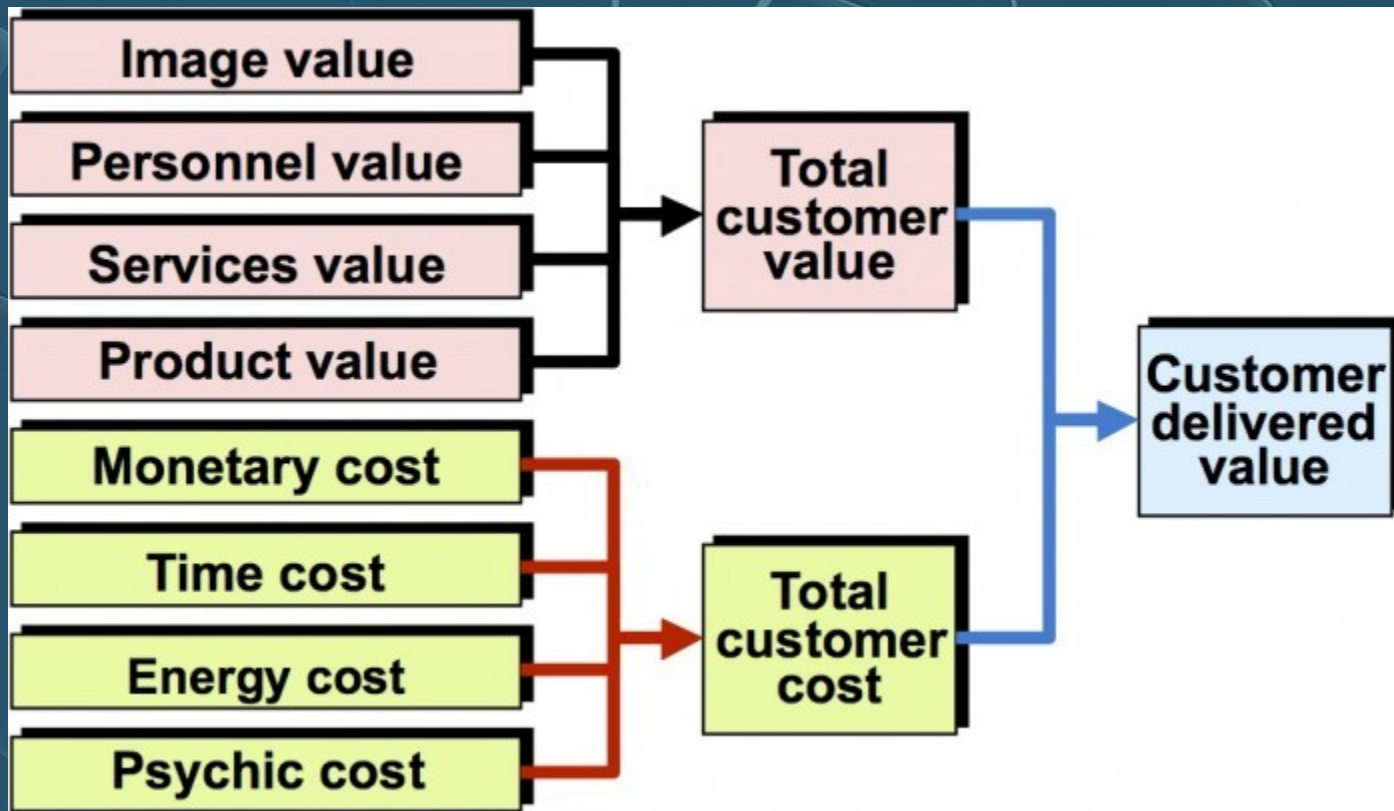 Image value
Personnel value
Services value
Product value
Monetary cost
Time cost
Energy cost
Psychic cost
Total
customer
value
Total
customer
cost
Customer
delivered
value